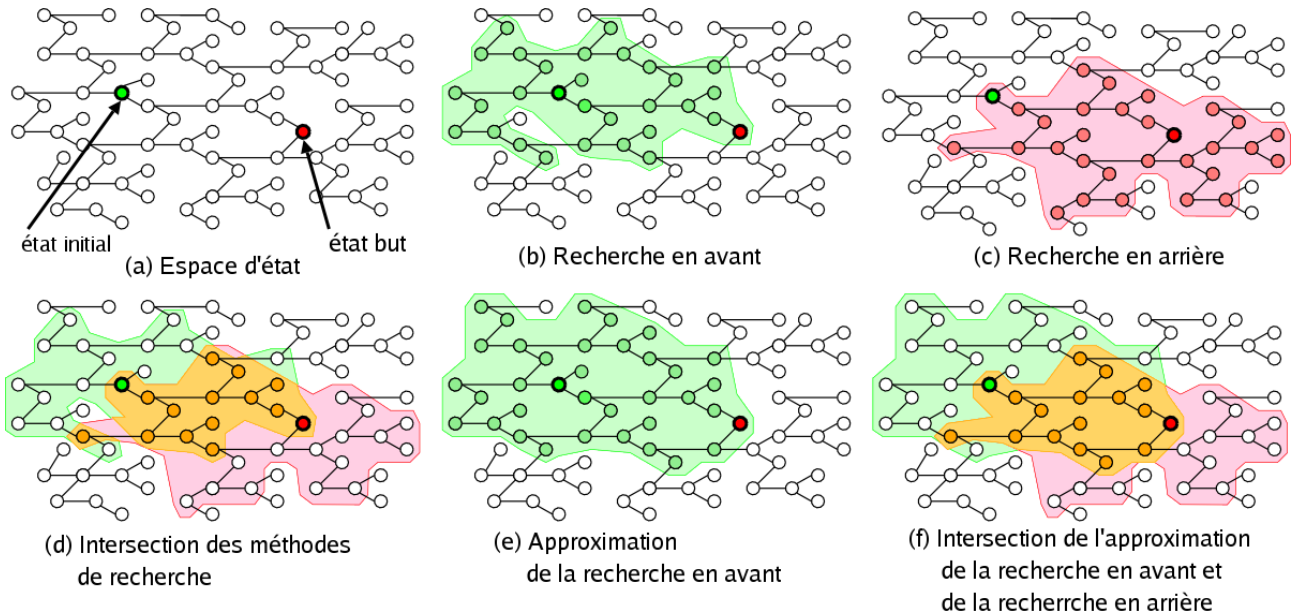 état initial
état but
(a) Espace d'état
(b) Recherche en avant
(c) Recherche en arrière
(d) Intersection des méthodes
de recherche
(e) Approximation
de la recherche en avant
(f) Intersection de l'approximation
de la recherche en avant et
de la recherrche en arrière